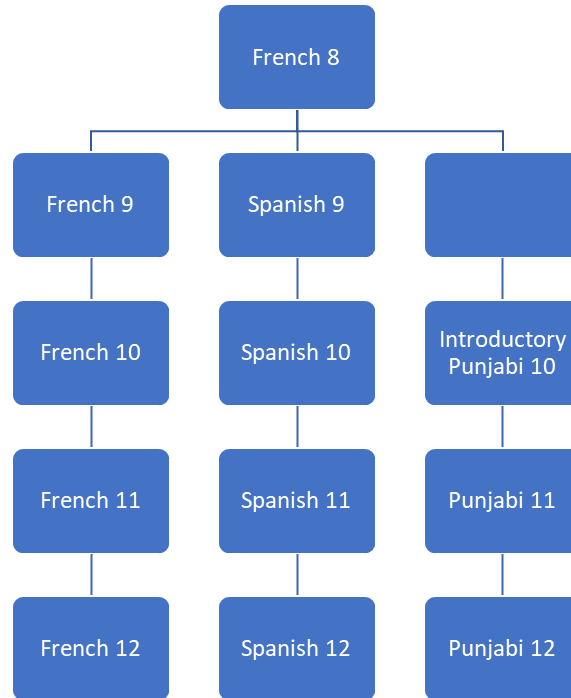 French 8
French 9
Spanish 9
French 10
Spanish 10
Introductory
Punjabi 10
French 11
Spanish 11
Punjabi 11
French 12
Spanish 12
Punjabi 12